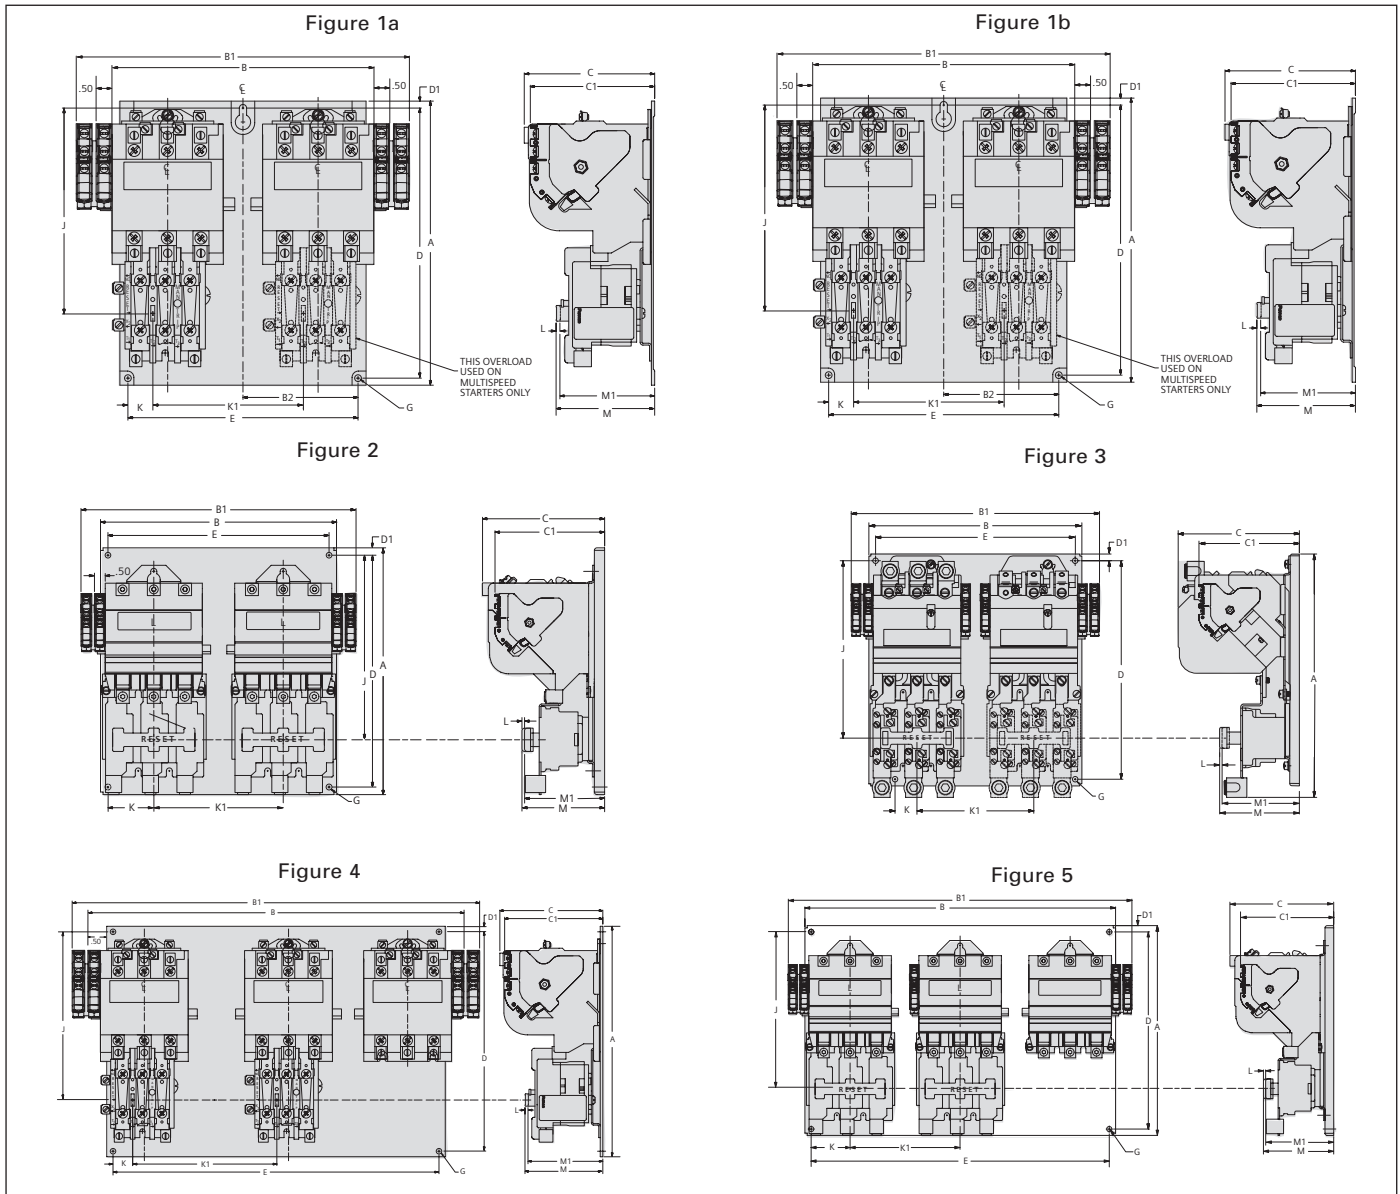 Figure 1a
B1
B
.50
.50
D1
C
C1
J
D
A
THIS OVERLOAD
USED ON
MULTISPEED
STARTERS ONLY
L
K
K1
B2
E
G
M1
M
Figure 1b
B1
B
.50
.50
D1
C
C1
J
D
A
THIS OVERLOAD
USED ON
MULTISPEED
STARTERS ONLY
L
K
K1
B2
E
G
M1
M
Figure 2
B1
B
E
D1
.50
C
C1
J
D
A
RESET
RESET
L
K
K1
G
M1
M
Figure 3
B1
B
E
D1
C
C1
J
D
A
RESET
RESET
L
K
K1
G
M1
M
Figure 4
B1
B
.50
D1
C
C1
J
D
A
L
K
K1
E
G
M1
M
Figure 5
B1
B
D1
C
C1
J
D
A
RESET
RESET
L
K
K1
E
G
M1
M